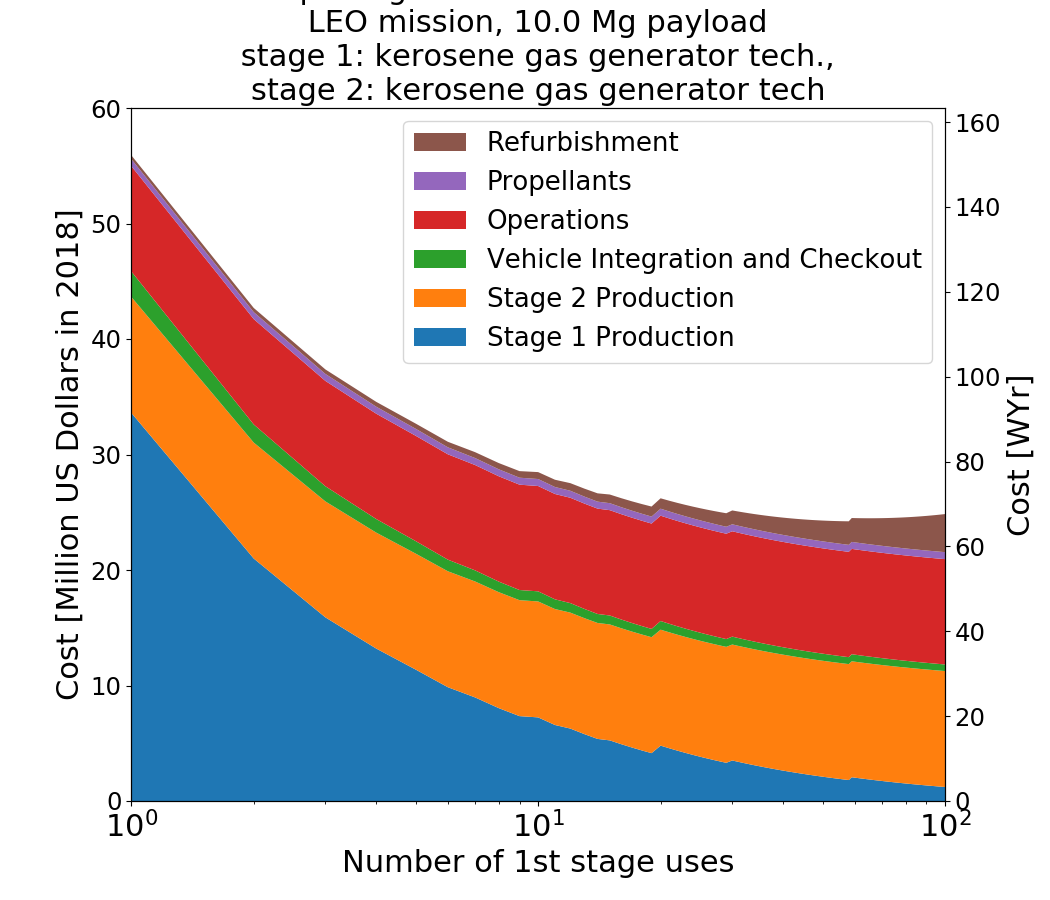 LEO mission, 10.0 Mg payload
stage 1: kerosene gas generator tech.,
stage 2: kerosene gas generator tech
60
50
40
30
20
10
0
Cost [Million US Dollars in 2018]
Refurbishment
Propellants
Operations
Vehicle Integration and Checkout
Stage 2 Production
Stage 1 Production
160
140
120
100
80
60
40
20
0
Cost [WYr]
10⁰
10¹
10²
Number of 1st stage uses